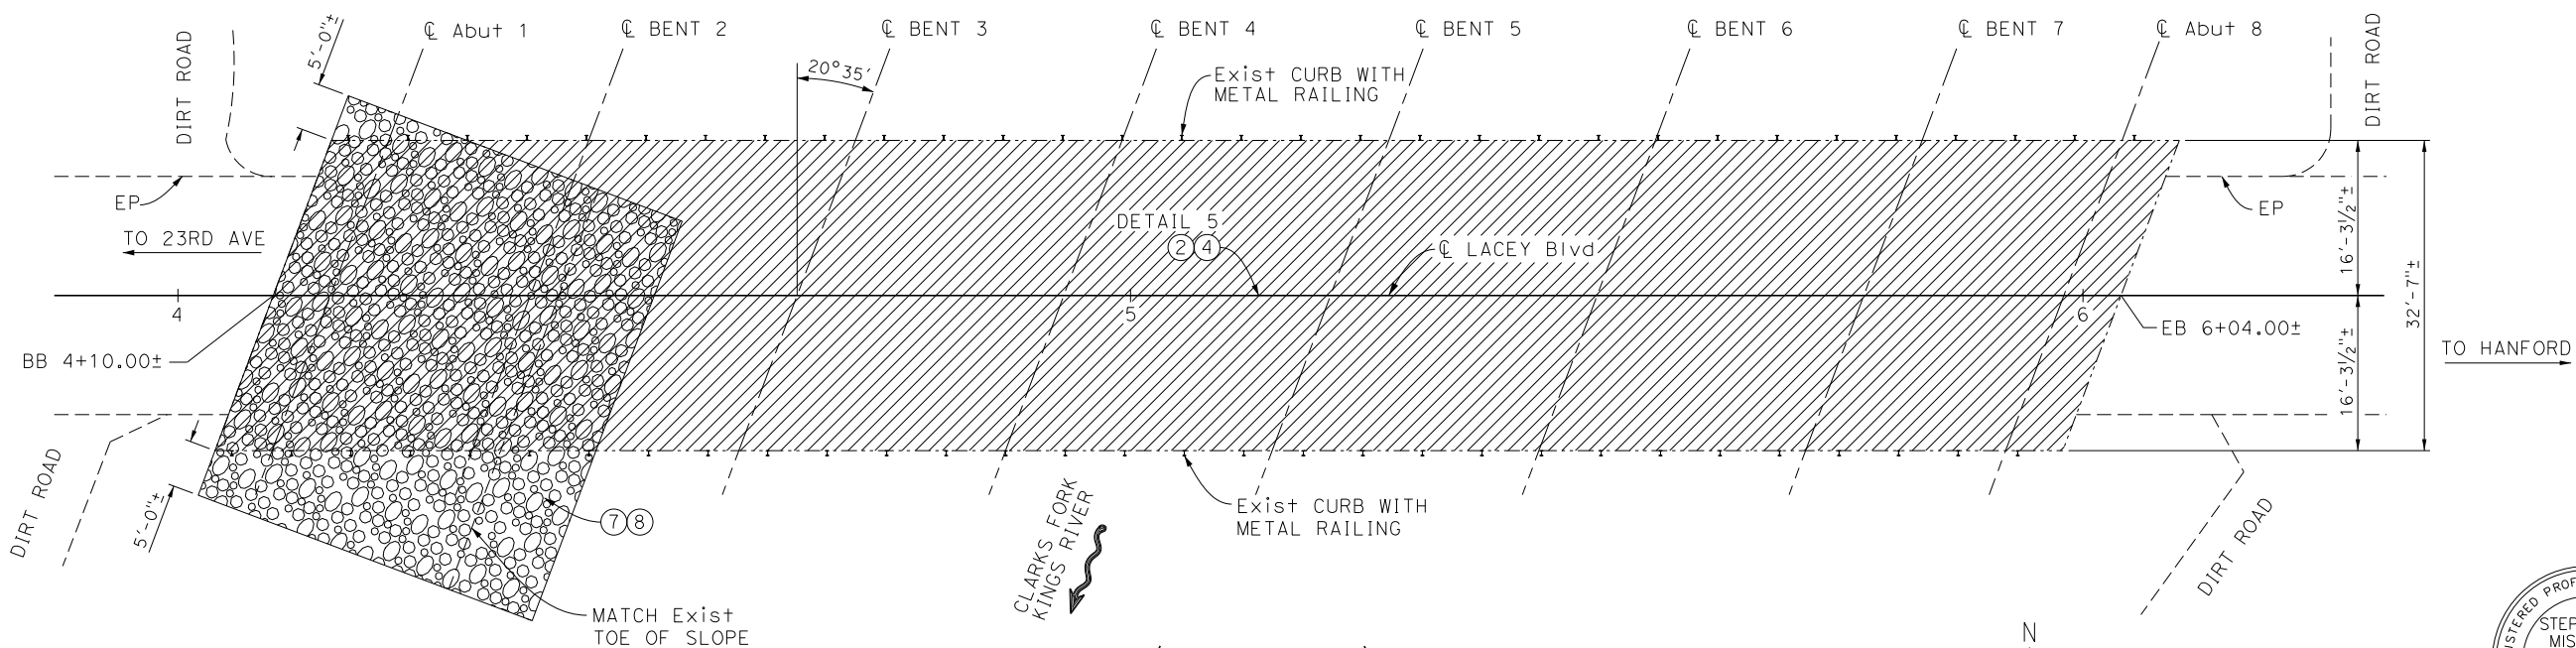 ℄ Abut 1
℄ BENT 2
℄ BENT 3
℄ BENT 4
℄ BENT 5
℄ BENT 6
℄ BENT 7
℄ Abut 8
DIRT ROAD
5'-0"±
20°35'
Exist CURB WITH
METAL RAILING
DIRT ROAD
EP
TO 23RD AVE
DETAIL 5
2 4
℄ LACEY Blvd
EP
16'-3½"±
32'-7"±
4
5
6
BB 4+10.00±
EB 6+04.00±
TO HANFORD
16'-3½"±
DIRT ROAD
5'-0"±
7 8
CLARKS FORK
KINGS RIVER
Exist CURB WITH
METAL RAILING
DIRT ROAD
MATCH Exist
TOE OF SLOPE
N